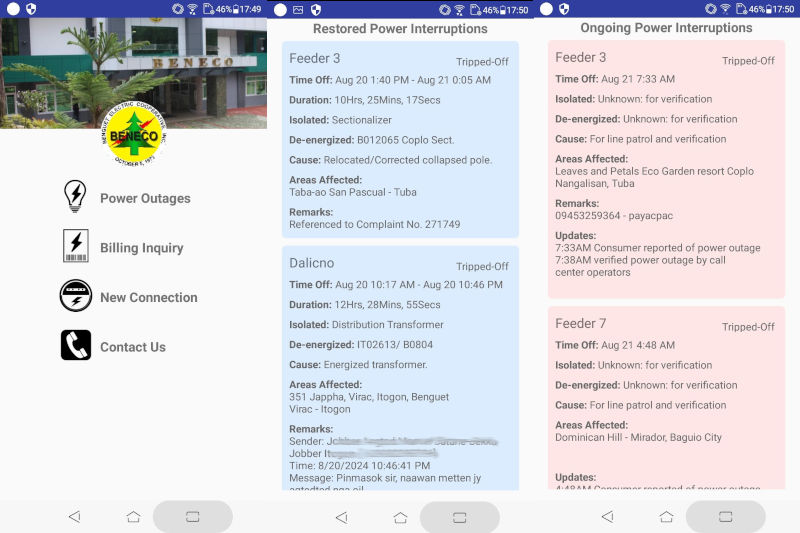 46% 17:49
BENECO
BENGUET ELECTRIC COOPERATIVE, INC.
BENECO
OCTOBER 5, 1973
Power Outages
Billing Inquiry
New Connection
Contact Us
46% 17:50
Restored Power Interruptions
Feeder 3
Tripped-Off
Time Off: Aug 20 1:40 PM - Aug 21 0:05 AM
Duration: 10Hrs, 25Mins, 17Secs
Isolated: Sectionalizer
De-energized: B012065 Coplo Sect.
Cause: Relocated/Corrected collapsed pole.
Areas Affected:
Taba-ao San Pascual - Tuba
Remarks:
Referenced to Complaint No. 271749
Dalicno
Tripped-Off
Time Off: Aug 20 10:17 AM - Aug 20 10:46 PM
Duration: 12Hrs, 28Mins, 55Secs
Isolated: Distribution Transformer
De-energized: IT02613/ B0804
Cause: Energized transformer.
Areas Affected:
351 Jappha, Virac, Itogon, Benguet
Virac - Itogon
Remarks:
Sender:
Jobber
Time: 8/20/2024 10:46:41 PM
Message: Pinmasok sir, naawan metten jy
46% 17:50
Ongoing Power Interruptions
Feeder 3
Tripped-Off
Time Off: Aug 21 7:33 AM
Isolated: Unknown: for verification
De-energized: Unknown: for verification
Cause: For line patrol and verification
Areas Affected:
Leaves and Petals Eco Garden resort Coplo
Nangalisan, Tuba
Remarks:
09453259364 - payacpac
Updates:
7:33AM Consumer reported of power outage
7:38AM verified power outage by call
center operators
Feeder 7
Tripped-Off
Time Off: Aug 21 4:48 AM
Isolated: Unknown: for verification
De-energized: Unknown: for verification
Cause: For line patrol and verification
Areas Affected:
Dominican Hill - Mirador, Baguio City
Updates:
4:48AM Consumer reported of power outage